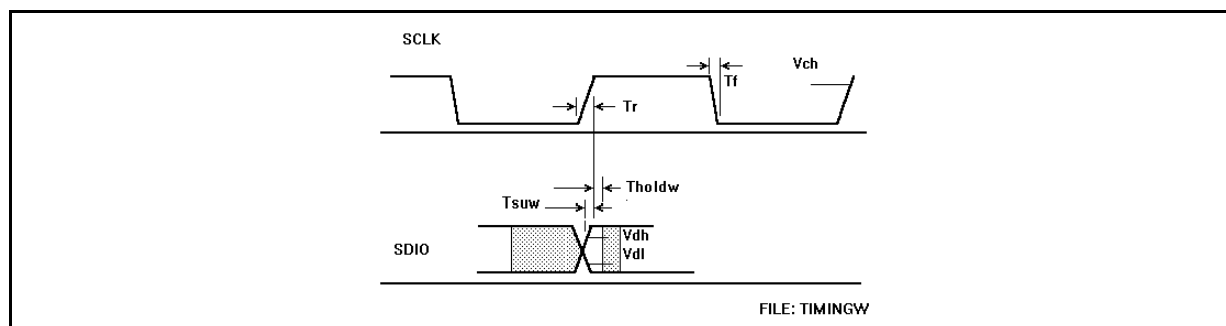 SCLK
Vch
Tf
Tr
Tholdw
Tsuw
Vdh
SDIO
Vdl
FILE: TIMINGW